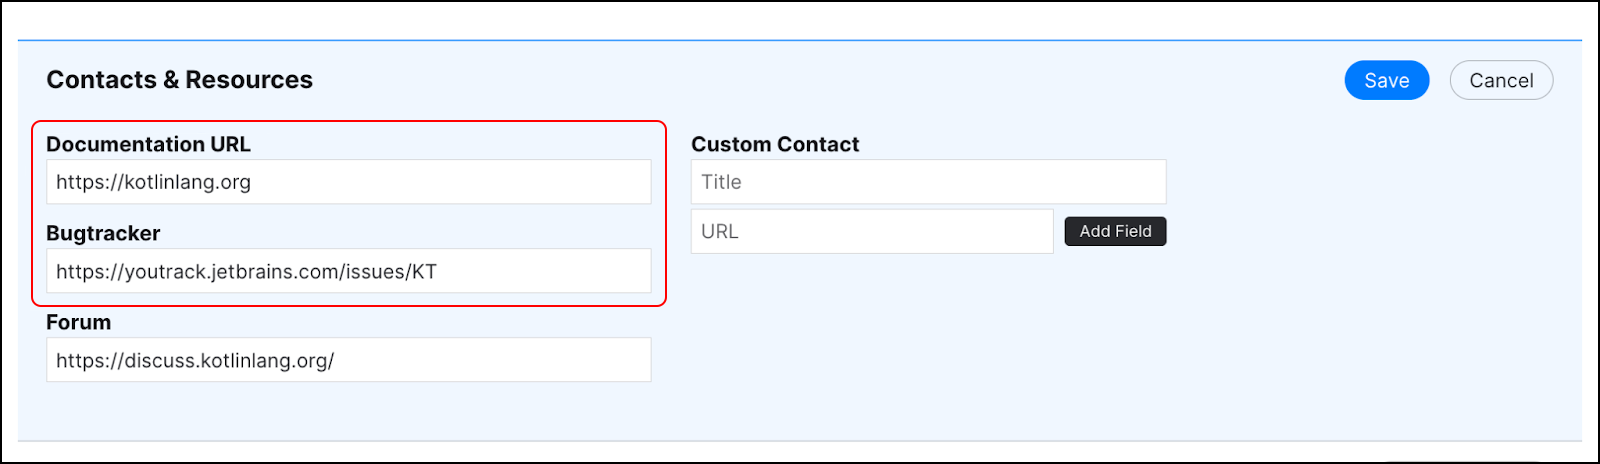 Contacts & Resources
Save
Cancel
Documentation URL
https://kotlinlang.org
Bugtracker
https://youtrack.jetbrains.com/issues/KT
Forum
https://discuss.kotlinlang.org/
Custom Contact
Title
URL
Add Field